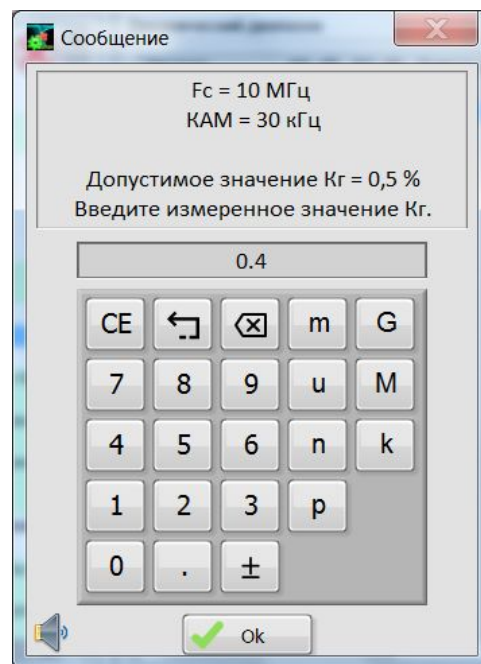 Сообщение
Fc = 10 МГц
КАМ = 30 кГц
Допустимое значение Кг = 0,5 %
Введите измеренное значение Кг.
0.4
CE m G
7 8 9 u M
4 5 6 n k
1 2 3 p
0 . ±
Ok